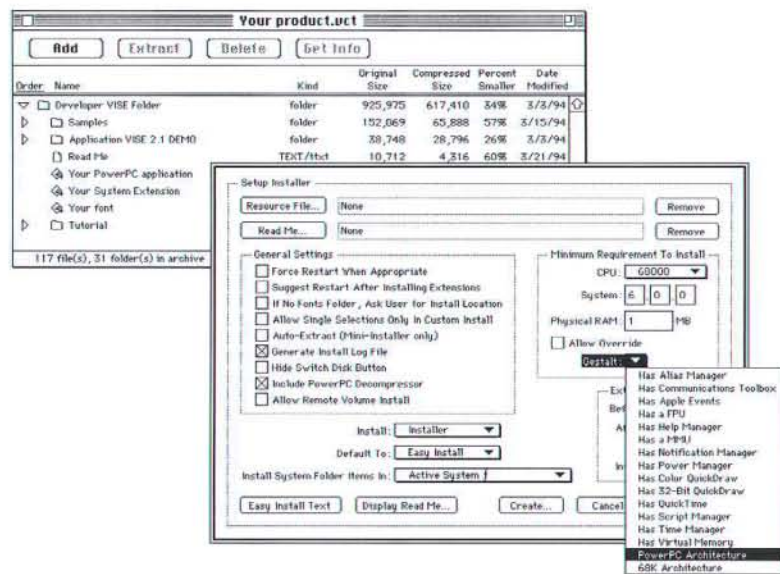 Your product.vct
Add Extract Delete Get Info
Original Compressed Percent Date
Order Name Kind Size Size Smaller Modified
Developer VISE Folder folder 925,975 617,410 34% 3/3/94
Samples folder 152,069 65,888 57% 3/15/94
Application VISE 2.1 DEMO folder 38,748 28,796 26% 3/3/94
Read Me TEXT/ttxt 10,712 4,316 60% 3/21/94
Your PowerPC application
Your System Extension
Your font
Tutorial
117 file(s), 31 folder(s) in archive
Setup Installer
Resource File... None Remove
Read Me... None Remove
General Settings
Force Restart When Appropriate
Suggest Restart After Installing Extensions
If No Fonts Folder, Ask User for Install Location
Allow Single Selections Only in Custom Install
Auto-Extract (Mini-Installer only)
Generate Install Log File
Hide Switch Disk Button
Include PowerPC Decompressor
Allow Remote Volume Install
Minimum Requirement To Install
CPU: 68000
System: 6 . 0 . 0
Physical RAM: 1 MB
Allow Override
Gestalt:
Install: Installer
Default To: Easy Install
Install System Folder Items In: Active System ƒ
Easy Install Text Display Read Me... Create... Cancel
Has Alias Manager
Has Communications Toolbox
Has Apple Events
Has a FPU
Has Help Manager
Has a MMU
Has Notification Manager
Has Power Manager
Has Color QuickDraw
Has 32-Bit QuickDraw
Has QuickTime
Has Script Manager
Has Time Manager
Has Virtual Memory
PowerPC Architecture
68K Architecture